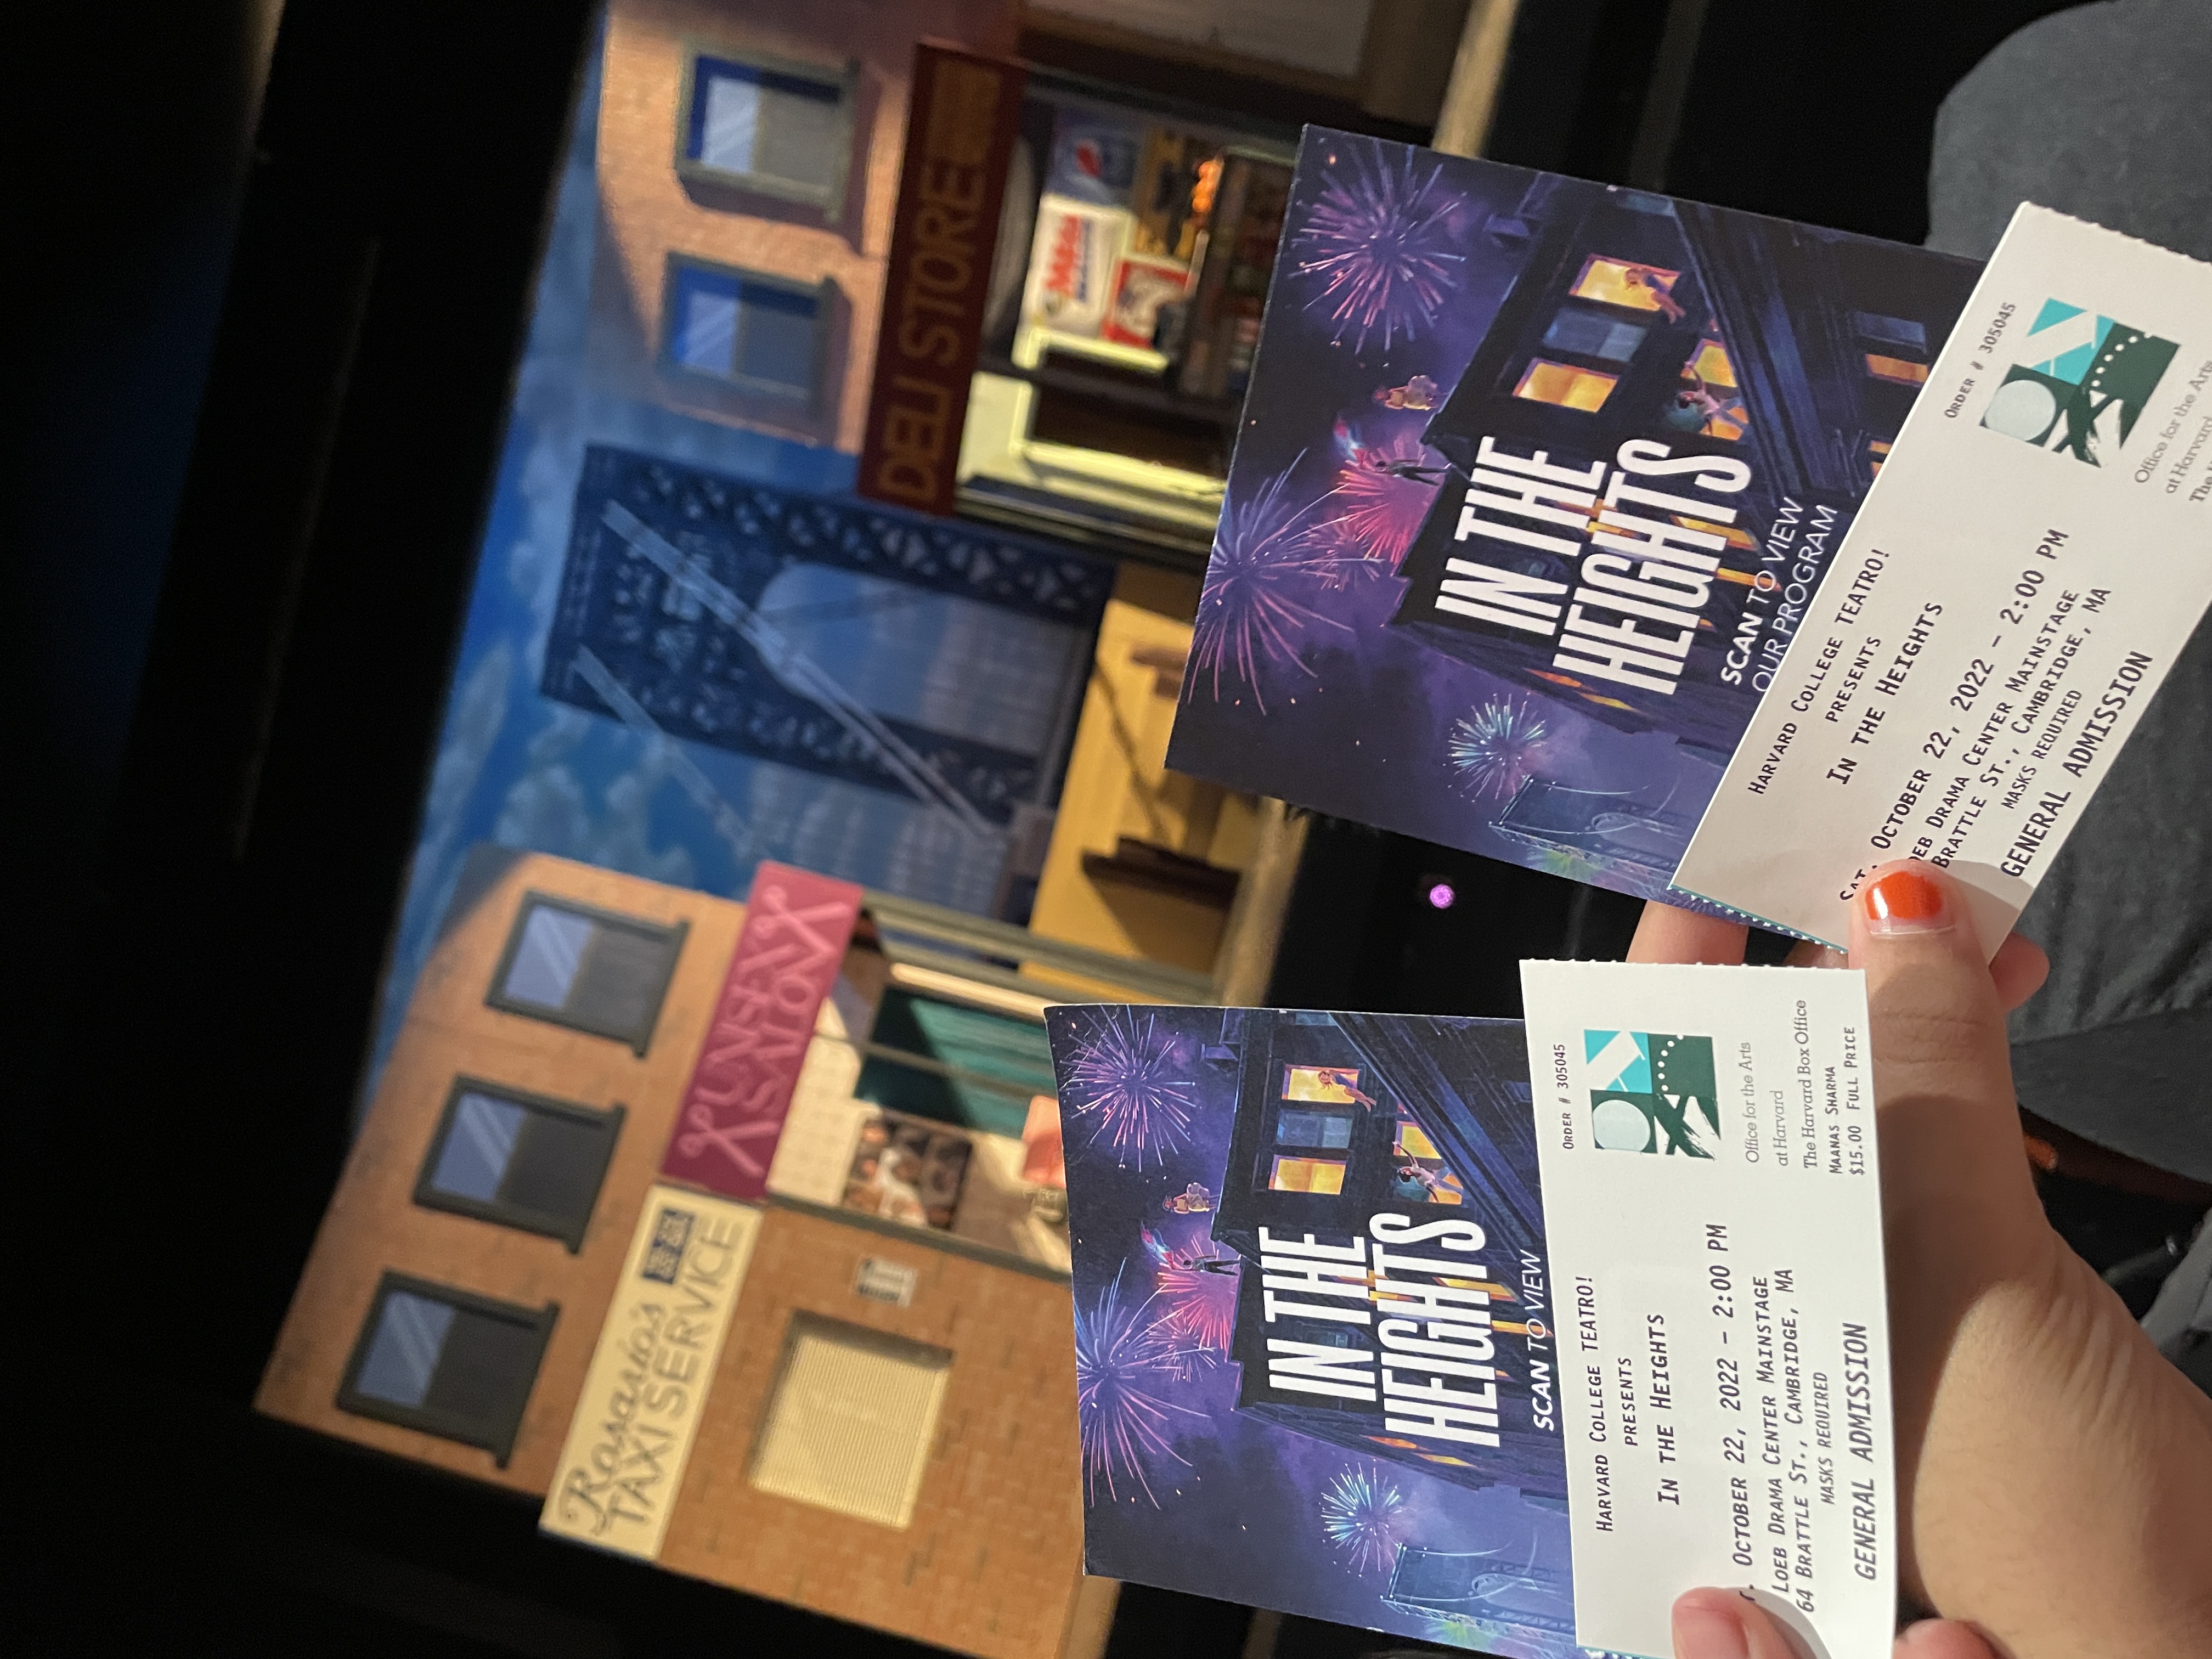 Rosario's
TAXI SERVICE
UNISEX
SALON
DELI STORE
IN THE
HEIGHTS
SCAN TO VIEW
Order # 305045
Harvard College TEATRO!
presents
In the Heights
October 22, 2022 – 2:00 PM
Loeb Drama Center Mainstage
64 Brattle St., Cambridge, MA
masks required
GENERAL ADMISSION
Office for the Arts
at Harvard
The Harvard Box Office
Maanas Sharma
$15.00 Full Price
IN THE
HEIGHTS
SCAN TO VIEW
OUR PROGRAM
Harvard College TEATRO!
presents
In the Heights
Sat. October 22, 2022 – 2:00 PM
Drama Center Mainstage
Brattle St., Cambridge, MA
masks required
GENERAL ADMISSION
Order # 305045
Office for the Arts
at Harvard
The